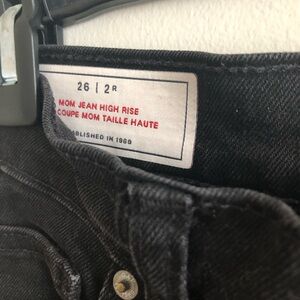 26 | 2R
MOM JEAN HIGH RISE
COUPE MOM TAILLE HAUTE
ESTABLISHED IN 1969